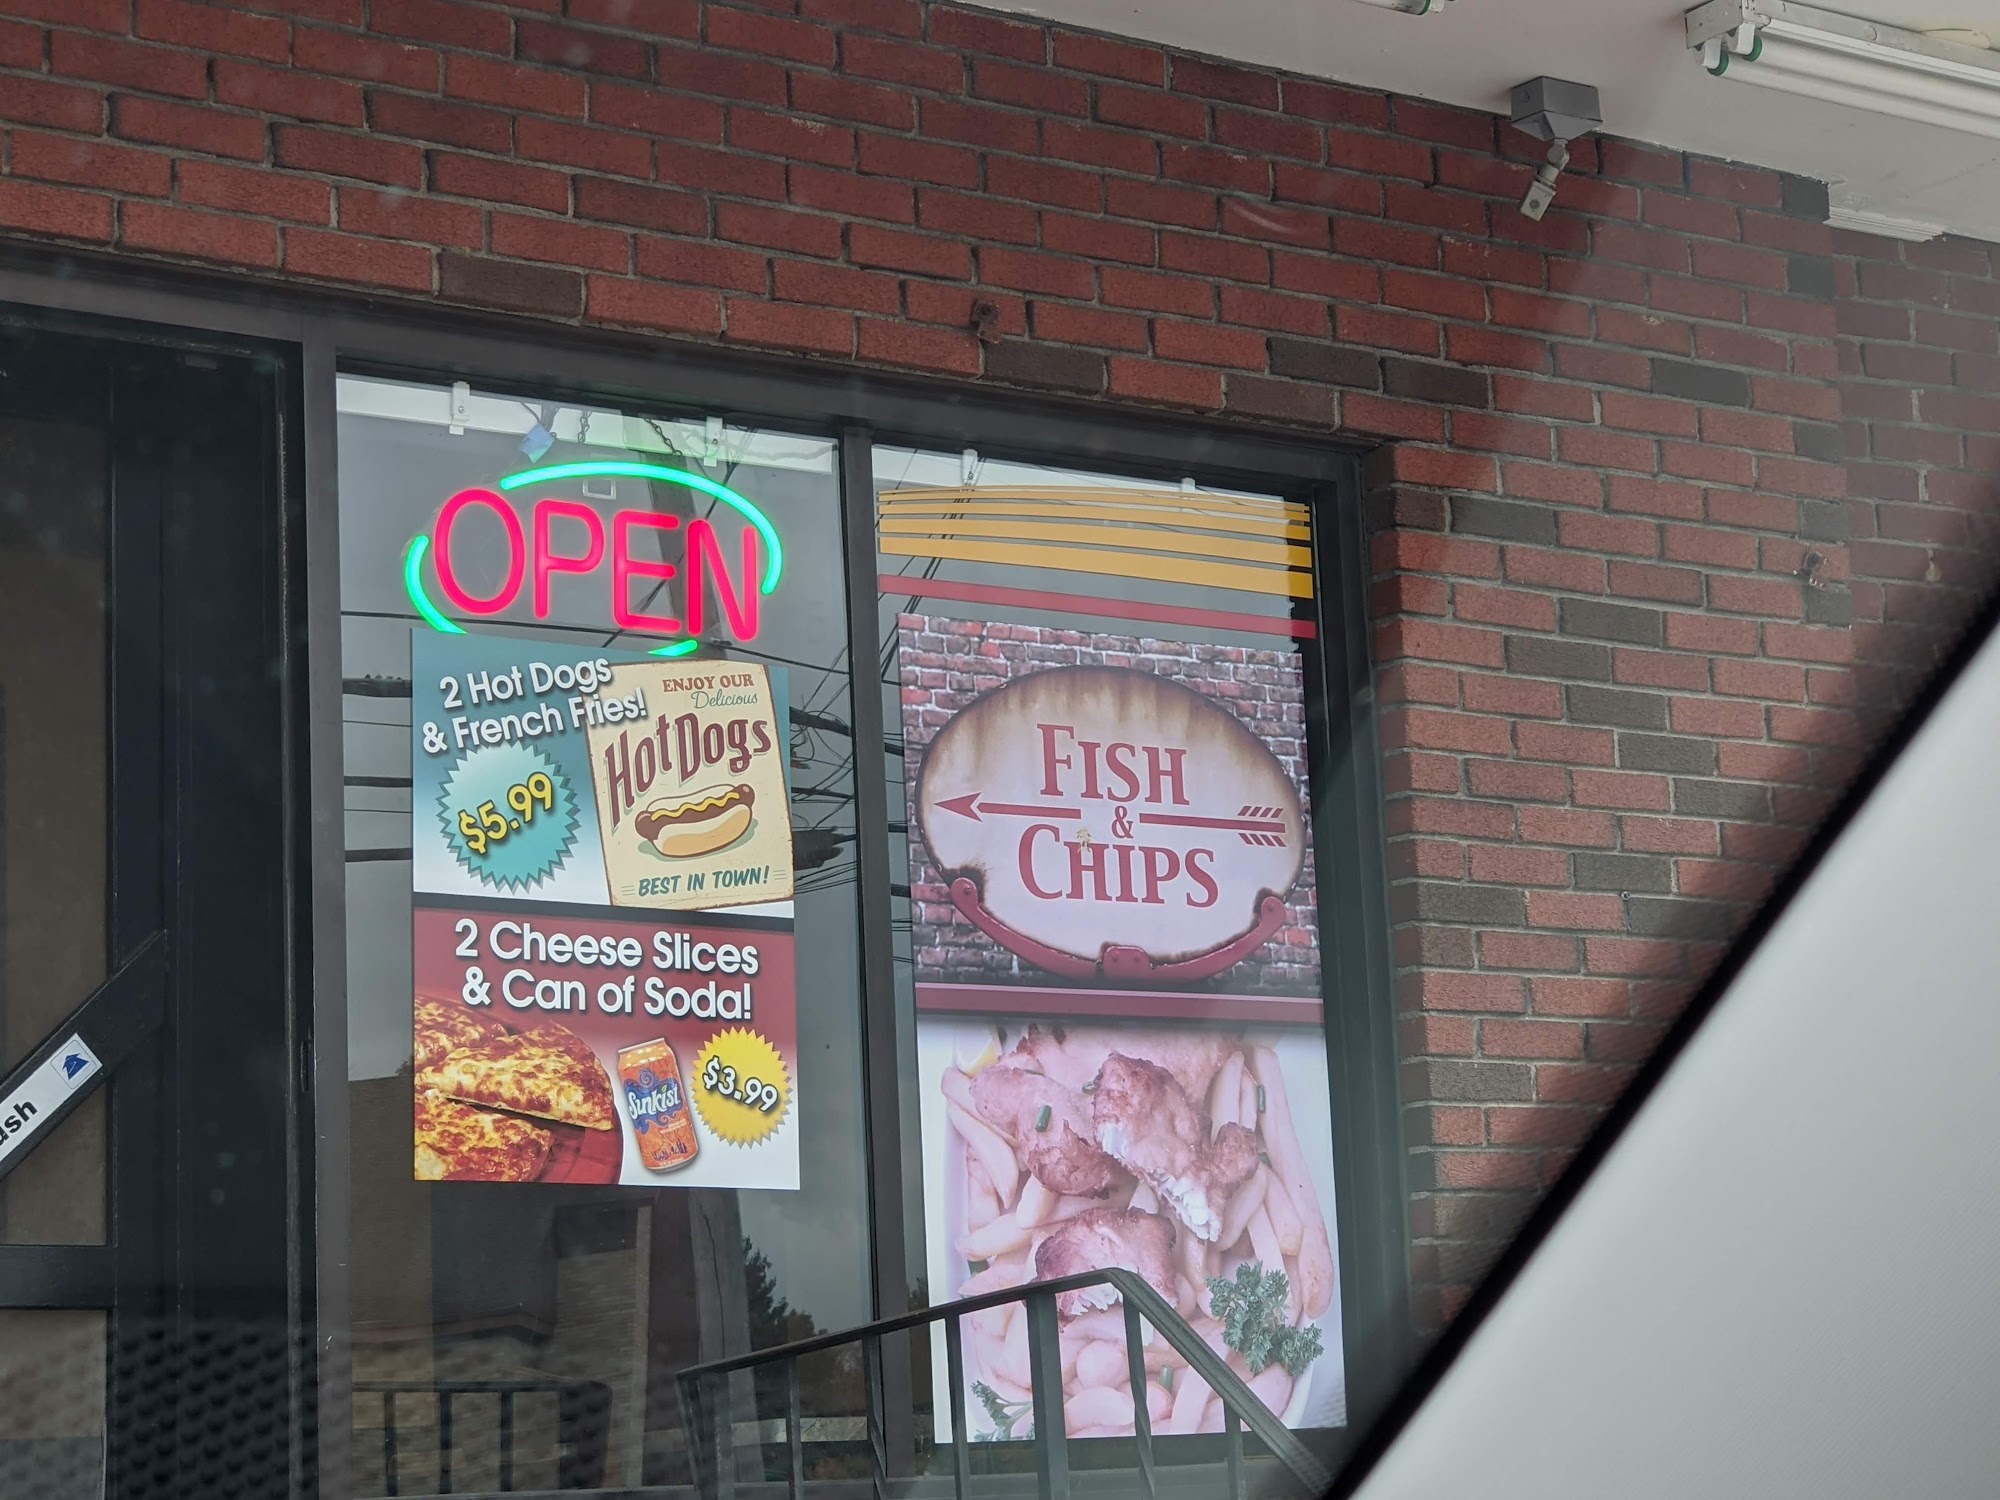 OPEN
2 Hot Dogs
& French Fries!
$5.99
ENJOY OUR
Delicious
Hot Dogs
BEST IN TOWN!
2 Cheese Slices
& Can of Soda!
Sunkist
$3.99
FISH
&
CHIPS